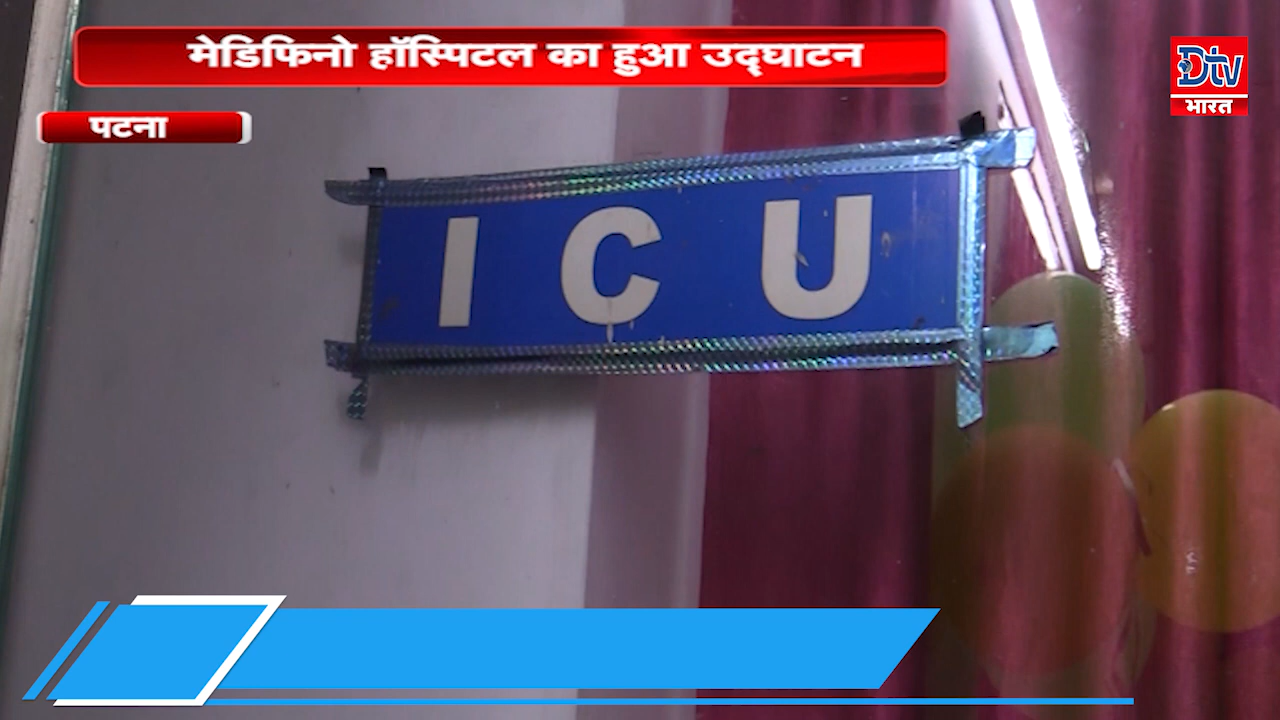 मेडिफिनो हॉस्पिटल का हुआ उद्घाटन
Dtv
भारत
पटना
ICU